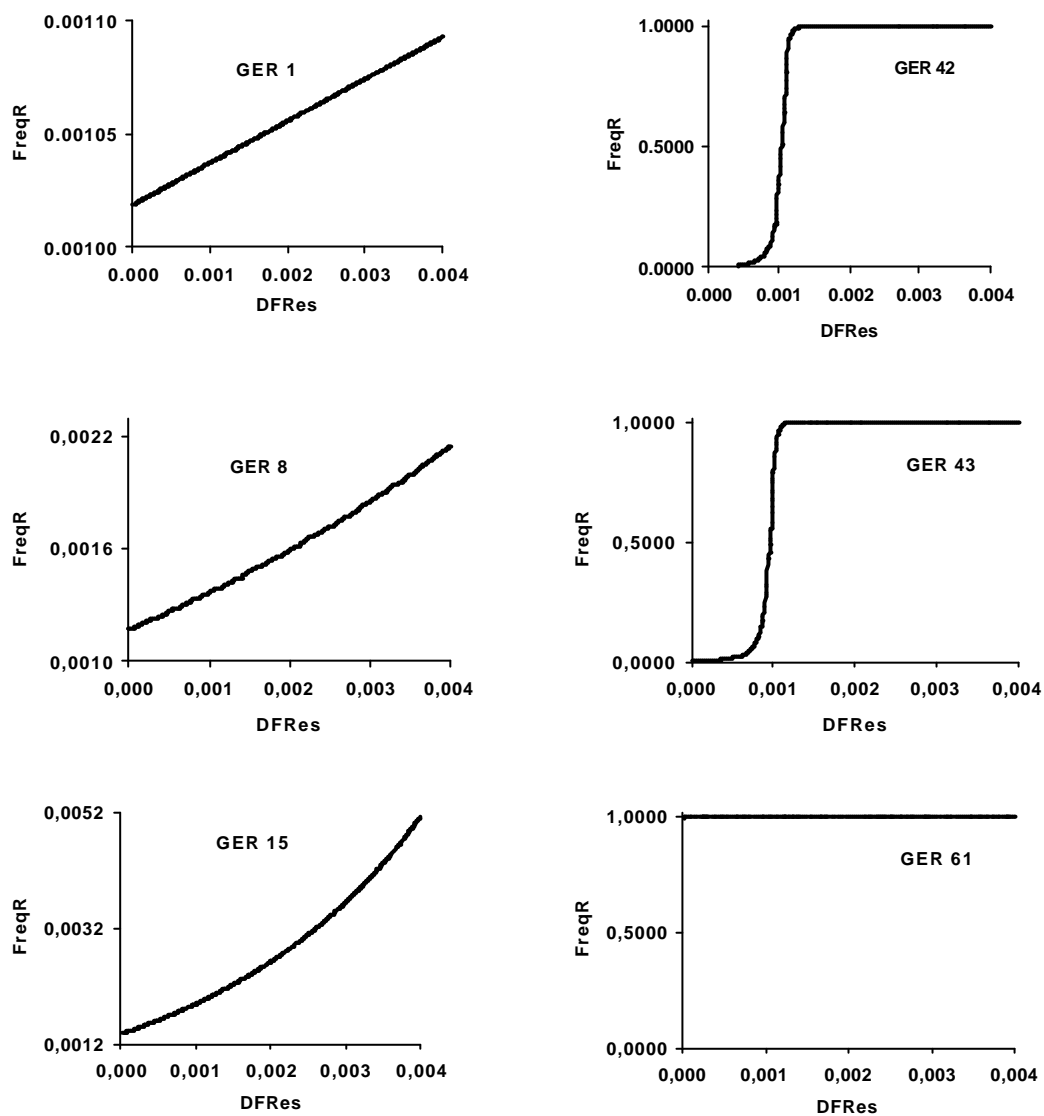 0.00110
GER 1
FreqR
0.00105
0.00100
0.000 0.001 0.002 0.003 0.004
DFRes
1.0000
GER 42
FreqR
0.5000
0.0000
0.000 0.001 0.002 0.003 0.004
DFRes
0,0022
GER 8
FreqR
0,0016
0,0010
0,000 0,001 0,002 0,003 0,004
DFRes
1,0000
GER 43
FreqR
0,5000
0,0000
0,000 0,001 0,002 0,003 0,004
DFRes
0,0052
GER 15
FreqR
0,0032
0,0012
0,000 0,001 0,002 0,003 0,004
DFRes
1,0000
GER 61
FreqR
0,5000
0,0000
0,000 0,001 0,002 0,003 0,004
DFRes